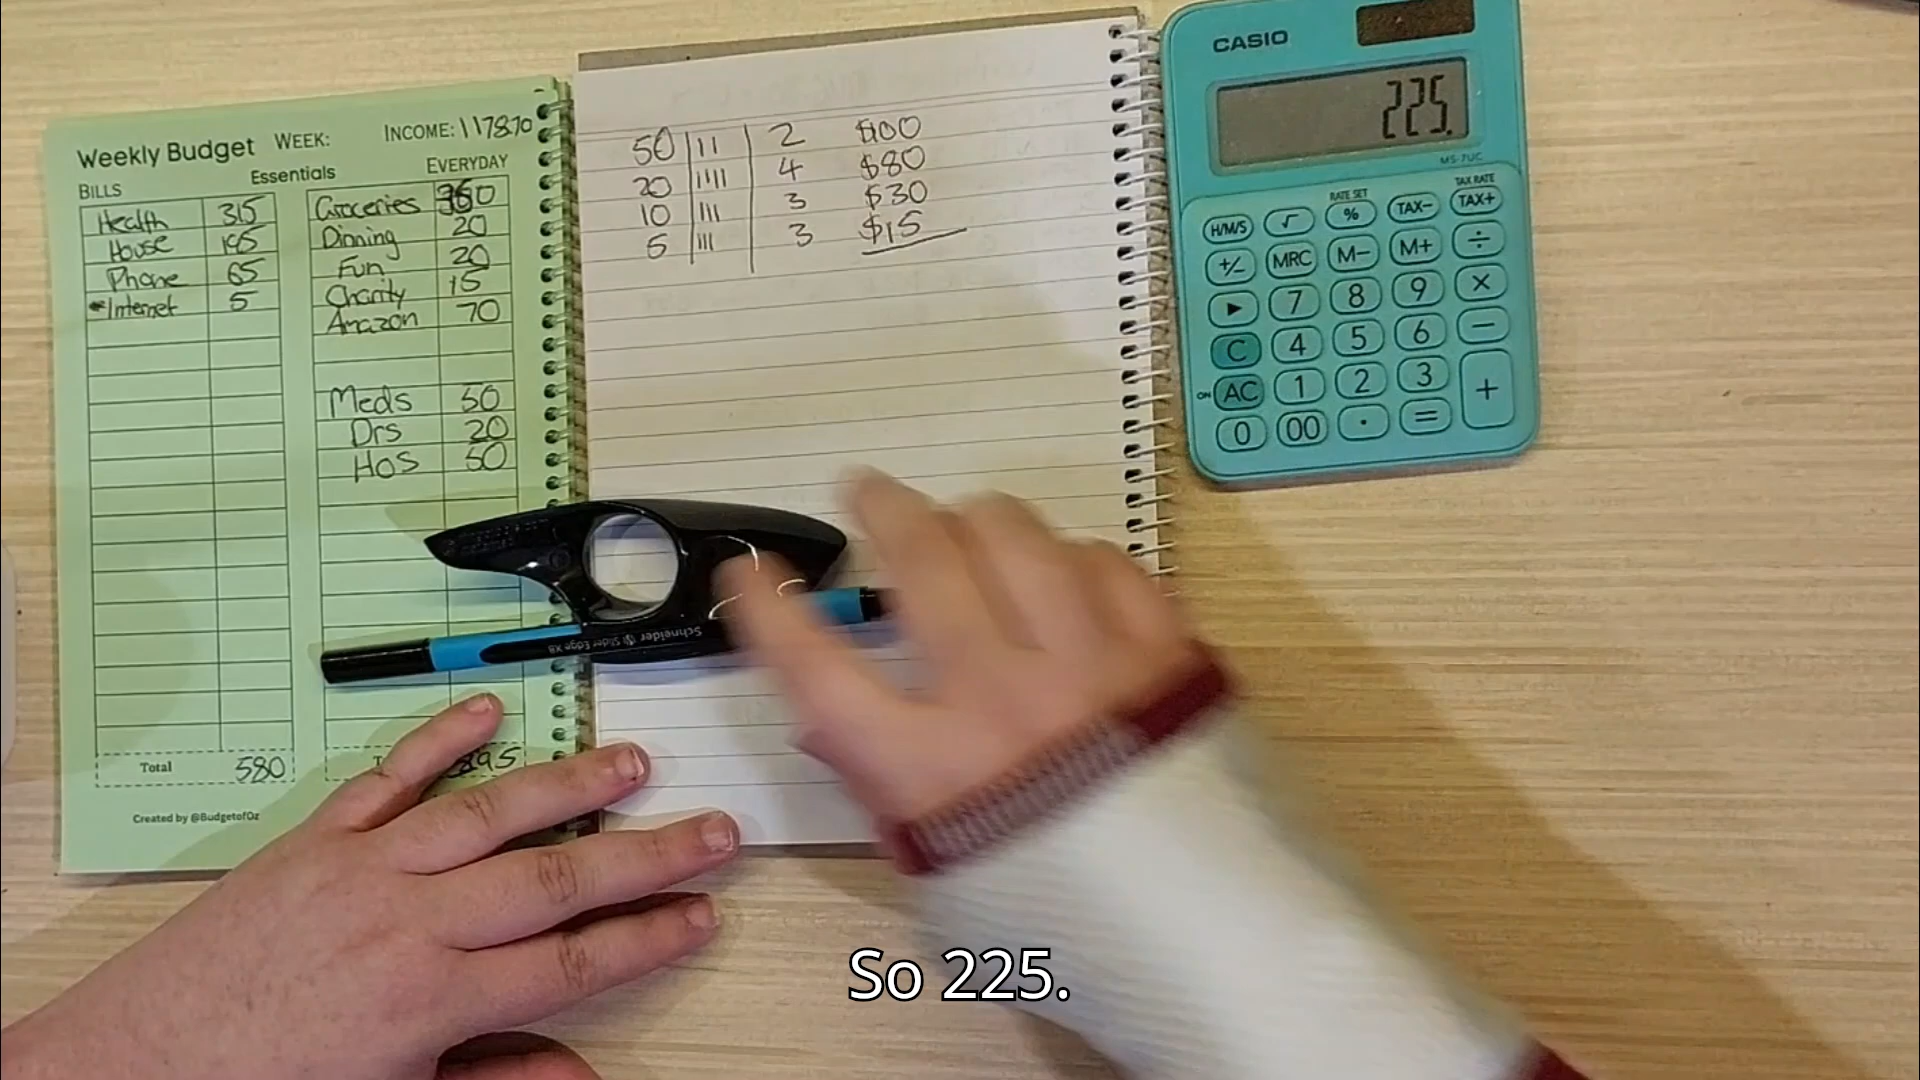 Weekly Budget WEEK: INCOME: 1178.70
Essentials
BILLS EVERYDAY
Health 315
House 195
Phone 65
Internet 5
Groceries 350
Dinning 20
Fun 20
Charity 15
Amazon 70
Meds 50
Drs 20
HOS 50
Total 580
T 895
Created by @BudgetofOz
50 || 2 $100
20 |||| 4 $80
10 ||| 3 $30
5 ||| 3 $15
Schneider Slider Edge XB
CASIO
225.
MS-7UC
RATE SET TAX RATE
H/M/S √ % TAX− TAX+
+/− MRC M− M+ ÷
▶ 7 8 9 ×
C 4 5 6 −
ON AC 1 2 3 +
0 00 . =
So 225.